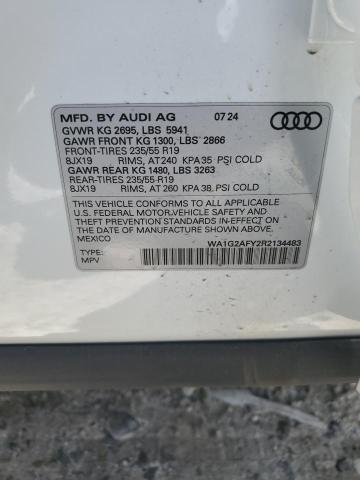 MFD. BY AUDI AG 07 24
GVWR KG 2695, LBS 5941
GAWR FRONT KG 1300, LBS 2866
FRONT-TIRES 235/55 R19
8JX19 RIMS, AT 240 KPA 35 PSI COLD
GAWR REAR KG 1480, LBS 3263
REAR-TIRES 235/55 R19
8JX19 RIMS, AT 260 KPA 38, PSI COLD
THIS VEHICLE CONFORMS TO ALL APPLICABLE
U.S. FEDERAL MOTOR VEHICLE SAFETY AND
THEFT PREVENTION STANDARDS IN EFFECT ON
THE DATE OF MANUFACTURE SHOWN ABOVE.
MEXICO
WA1G2AFY2R2134483
TYPE:
MPV